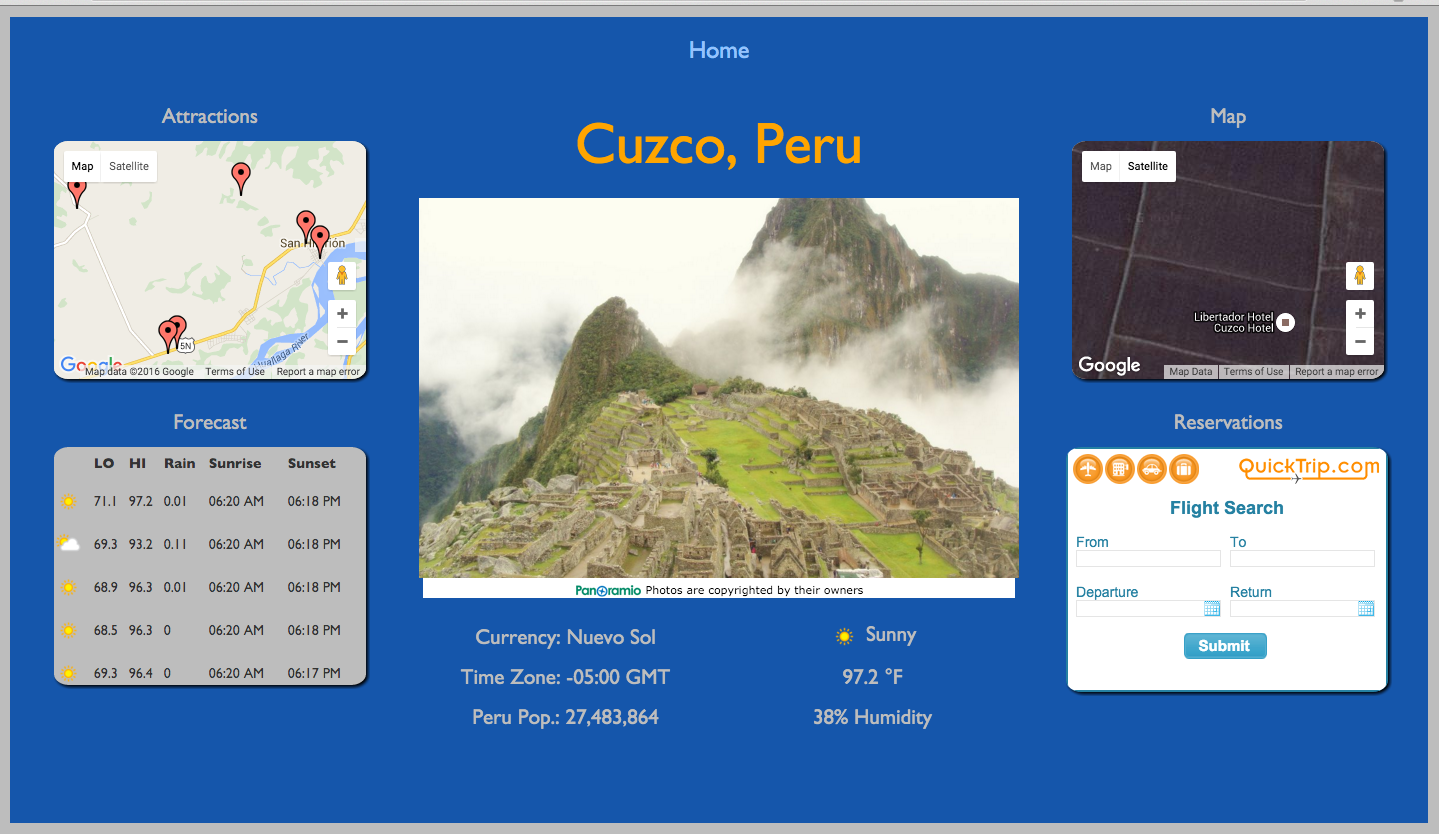 Home
Attractions
Map Satellite
San Hilarión
5N
Huallaga River
Google
Map data ©2016 Google Terms of Use Report a map error
Forecast
LO HI Rain Sunrise Sunset
71.1 97.2 0.01 06:20 AM 06:18 PM
69.3 93.2 0.11 06:20 AM 06:18 PM
68.9 96.3 0.01 06:20 AM 06:18 PM
68.5 96.3 0 06:20 AM 06:18 PM
69.3 96.4 0 06:20 AM 06:17 PM
Cuzco, Peru
Panoramio Photos are copyrighted by their owners
Currency: Nuevo Sol
Time Zone: -05:00 GMT
Peru Pop.: 27,483,864
Sunny
97.2 °F
38% Humidity
Map
Map Satellite
Libertador Hotel
Cuzco Hotel
Google
Map Data Terms of Use Report a map error
Reservations
QuickTrip.com
Flight Search
From To
Departure Return
Submit